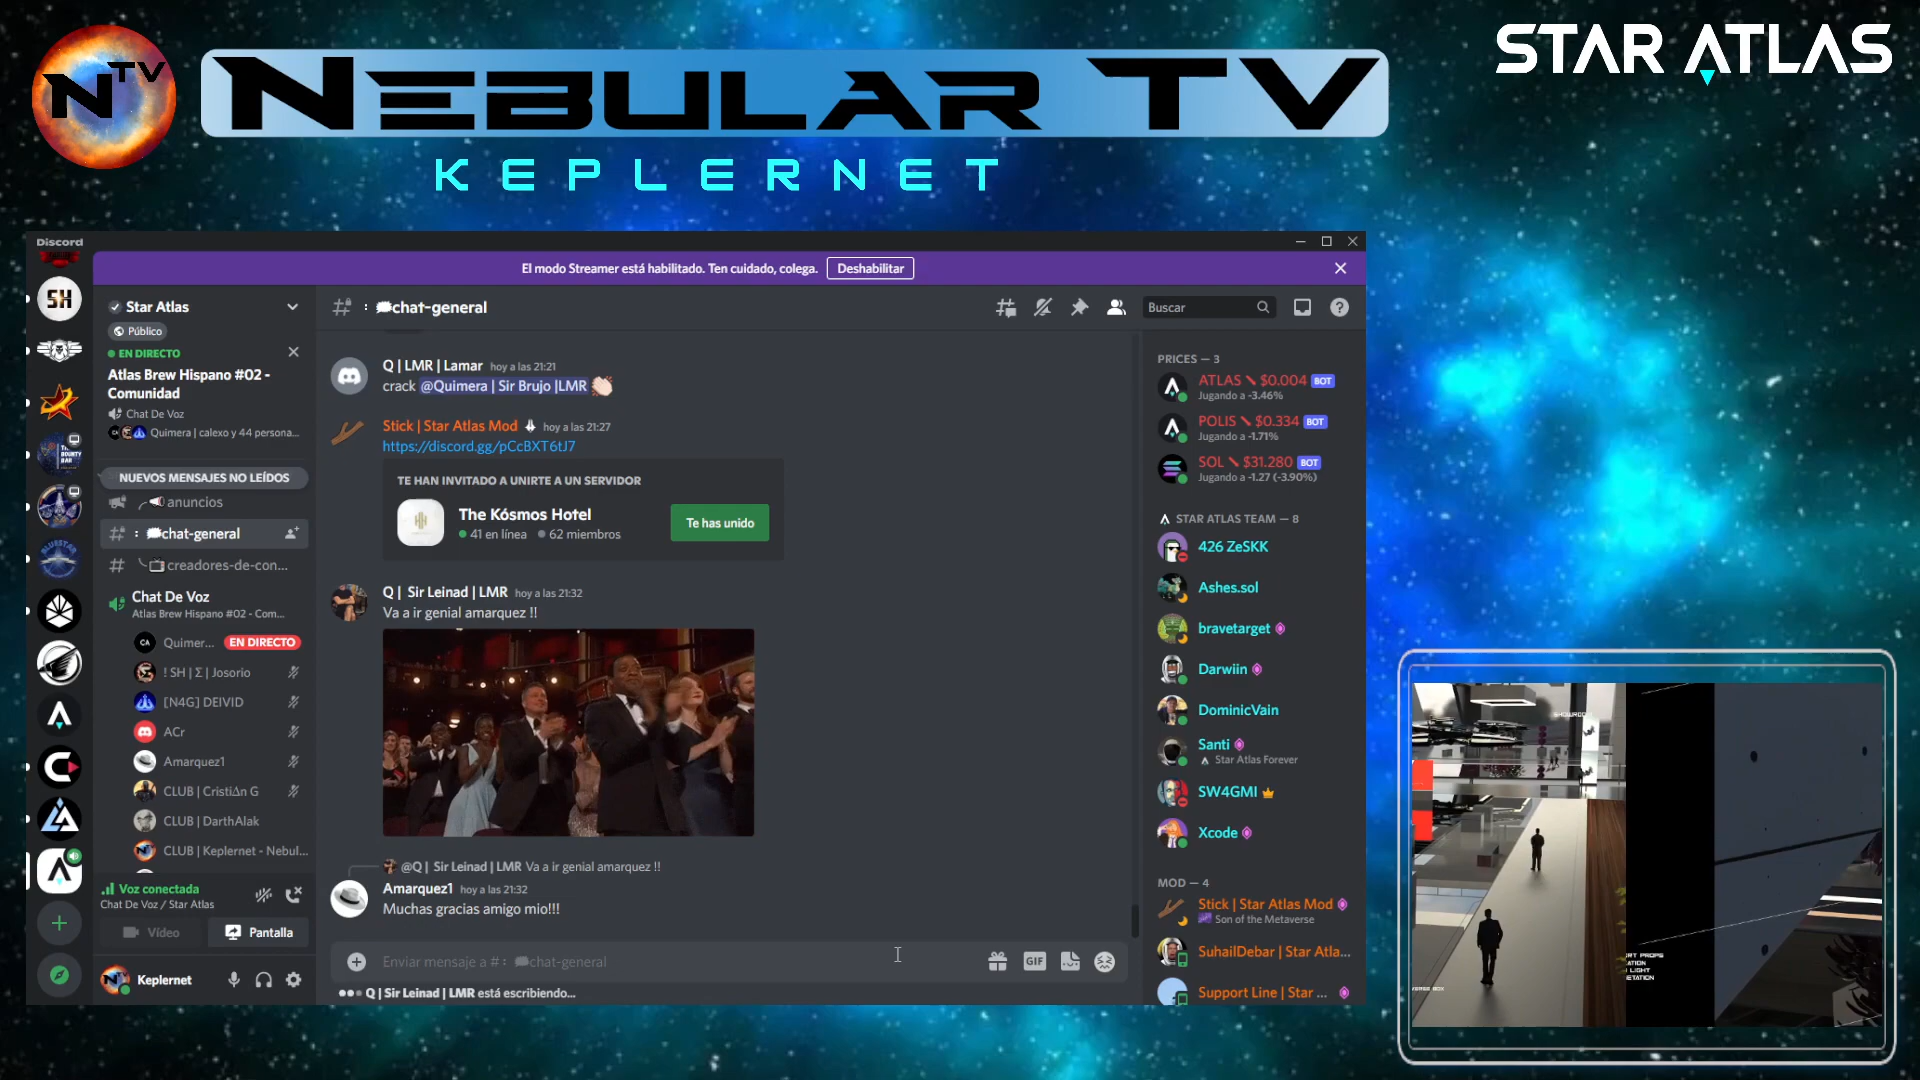 NTV
NEBULAR TV
KEPLERNET
STAR ATLAS
Discord
El modo Streamer está habilitado. Ten cuidado, colega.
Deshabilitar
SH
Star Atlas
Público
EN DIRECTO
Atlas Brew Hispano #02 -
Comunidad
Chat De Voz
Quimera | calexo y 44 persona...
NUEVOS MENSAJES NO LEÍDOS
anuncios
chat-general
creadores-de-con...
Chat De Voz
Atlas Brew Hispano #02 - Com...
Quimer... EN DIRECTO
! SH | Σ | Josorio
[N4G] DEIVID
ACr
Amarquez1
CLUB | CristiΔn G
CLUB | DarthAlak
CLUB | Keplernet - Nebul...
Voz conectada
Chat De Voz / Star Atlas
Vídeo
Pantalla
Keplernet
chat-general
Buscar
Q | LMR | Lamar hoy a las 21:21
crack @Quimera | Sir Brujo |LMR
Stick | Star Atlas Mod hoy a las 21:27
https://discord.gg/pCcBXT6tJ7
TE HAN INVITADO A UNIRTE A UN SERVIDOR
The Kósmos Hotel
41 en línea 62 miembros
Te has unido
Q | Sir Leinad | LMR hoy a las 21:32
Va a ir genial amarquez !!
@Q | Sir Leinad | LMR Va a ir genial amarquez !!
Amarquez1 hoy a las 21:32
Muchas gracias amigo mio!!!
Enviar mensaje a # : chat-general
GIF
Q | Sir Leinad | LMR está escribiendo...
PRICES — 3
ATLAS $0.004 BOT
Jugando a -3.46%
POLIS $0.334 BOT
Jugando a -1.71%
SOL $31.280 BOT
Jugando a -1.27 (-3.90%)
STAR ATLAS TEAM — 8
426 ZeSKK
Ashes.sol
bravetarget
Darwiin
DominicVain
Santi
Star Atlas Forever
SW4GMI
Xcode
MOD — 4
Stick | Star Atlas Mod
Son of the Metaverse
SuhailDebar | Star Atla...
Support Line | Star ...